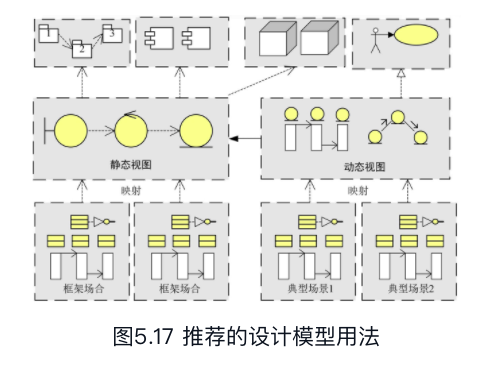 1 2 3
静态视图
动态视图
映射 映射
框架场合 框架场合 典型场景1 典型场景2
图5.17 推荐的设计模型用法